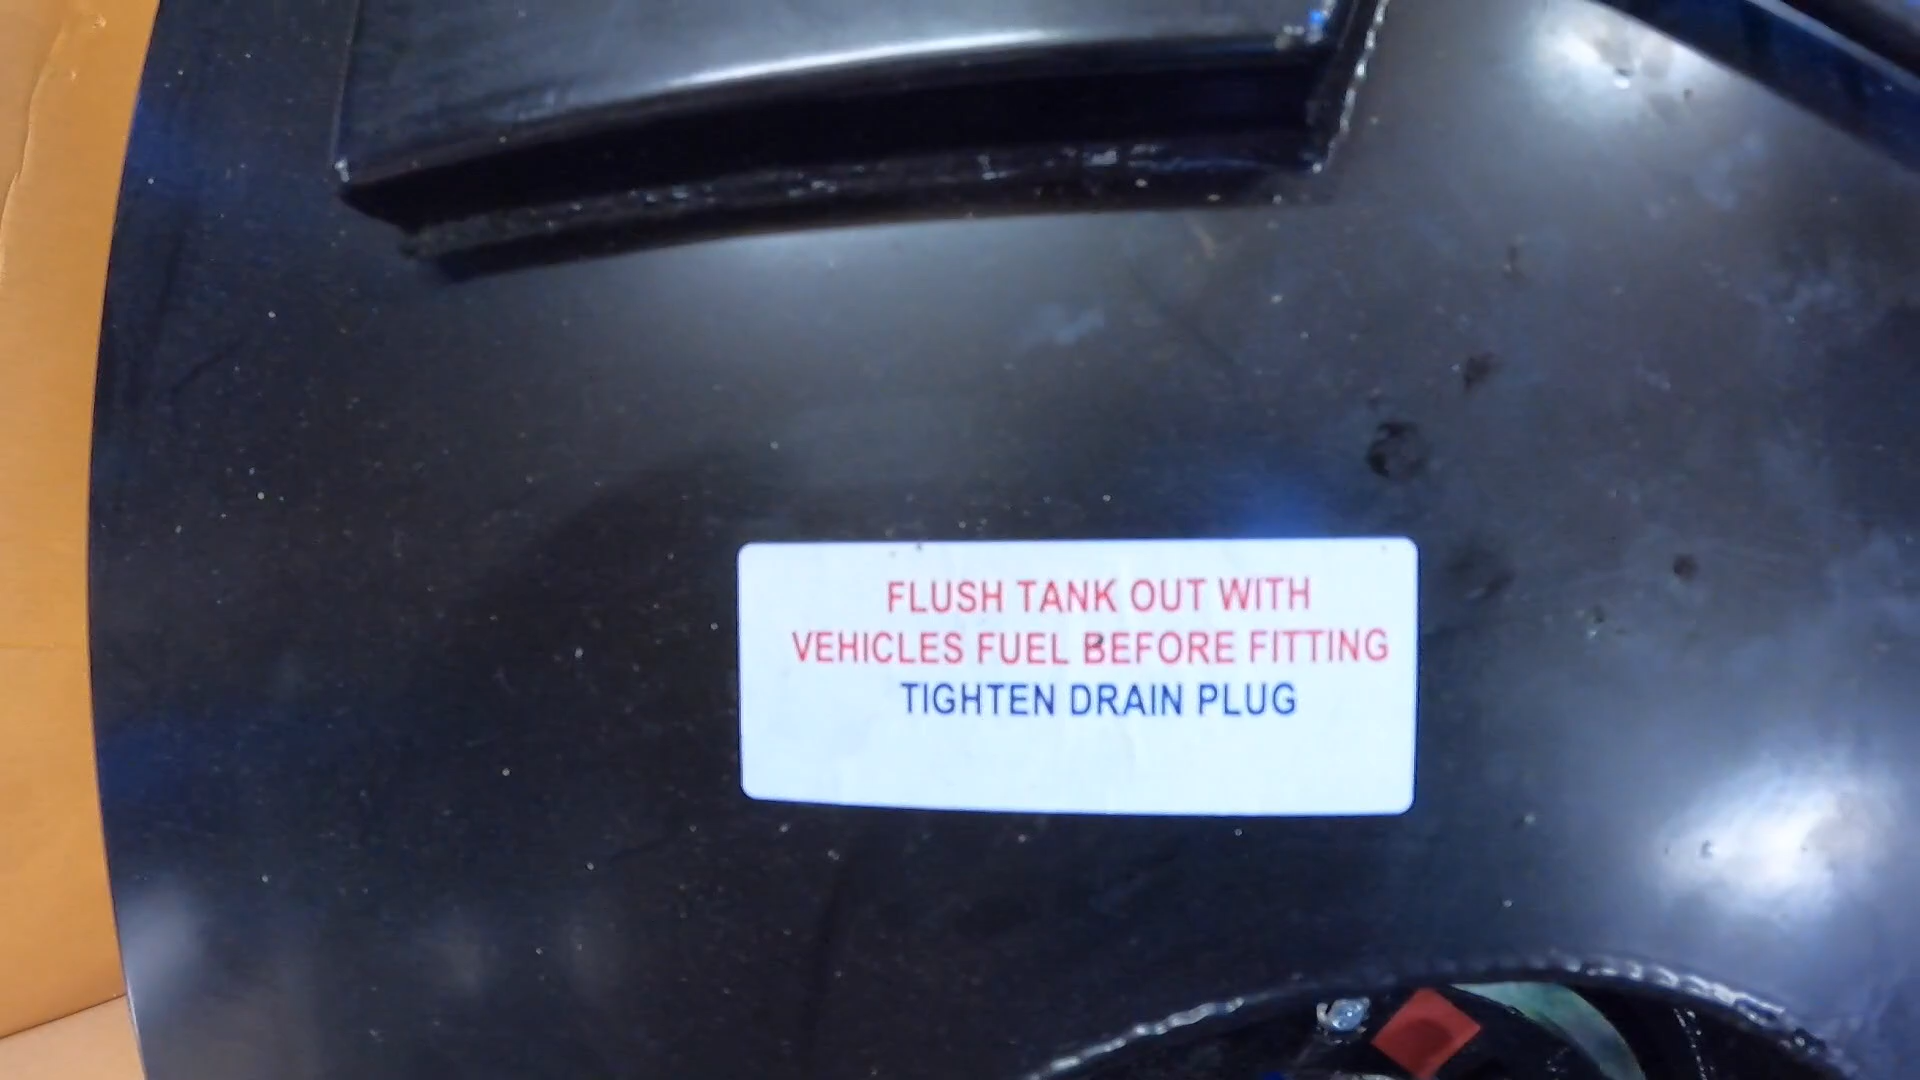 FLUSH TANK OUT WITH
VEHICLES FUEL BEFORE FITTING
TIGHTEN DRAIN PLUG